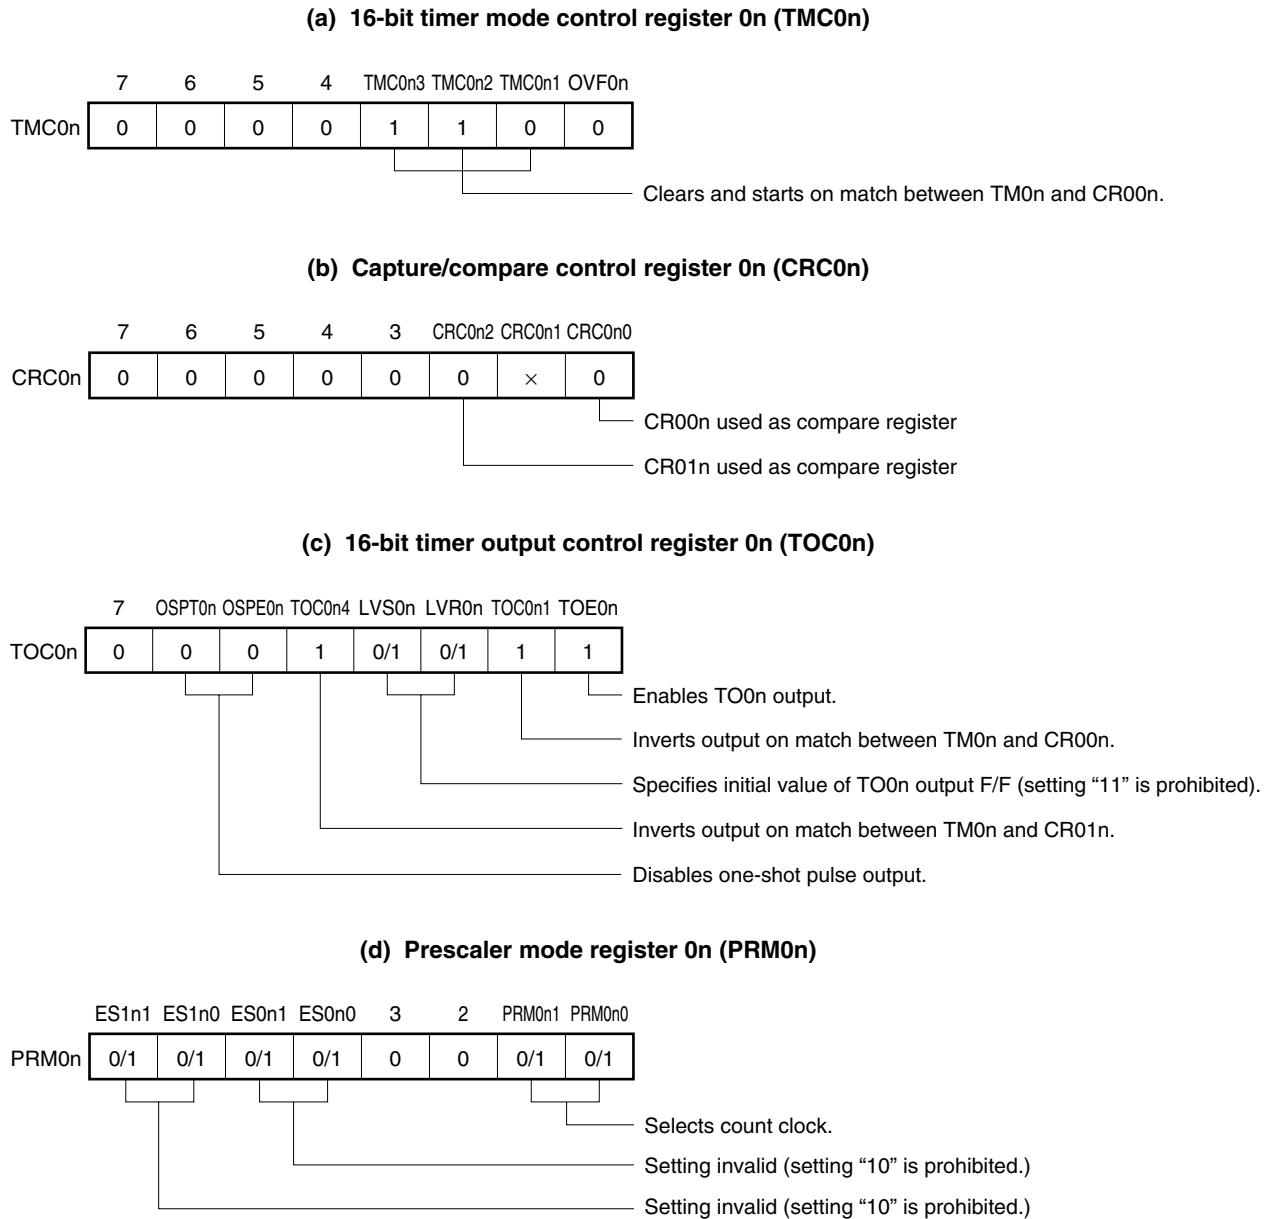 (a) 16-bit timer mode control register 0n (TMC0n)
7 6 5 4 TMC0n3 TMC0n2 TMC0n1 OVF0n
TMC0n 0 0 0 0 1 1 0 0
Clears and starts on match between TM0n and CR00n.
(b) Capture/compare control register 0n (CRC0n)
7 6 5 4 3 CRC0n2 CRC0n1 CRC0n0
CRC0n 0 0 0 0 0 0 × 0
CR00n used as compare register
CR01n used as compare register
(c) 16-bit timer output control register 0n (TOC0n)
7 OSPT0n OSPE0n TOC0n4 LVS0n LVR0n TOC0n1 TOE0n
TOC0n 0 0 0 1 0/1 0/1 1 1
Enables TO0n output.
Inverts output on match between TM0n and CR00n.
Specifies initial value of TO0n output F/F (setting “11” is prohibited).
Inverts output on match between TM0n and CR01n.
Disables one-shot pulse output.
(d) Prescaler mode register 0n (PRM0n)
ES1n1 ES1n0 ES0n1 ES0n0 3 2 PRM0n1 PRM0n0
PRM0n 0/1 0/1 0/1 0/1 0 0 0/1 0/1
Selects count clock.
Setting invalid (setting “10” is prohibited.)
Setting invalid (setting “10” is prohibited.)